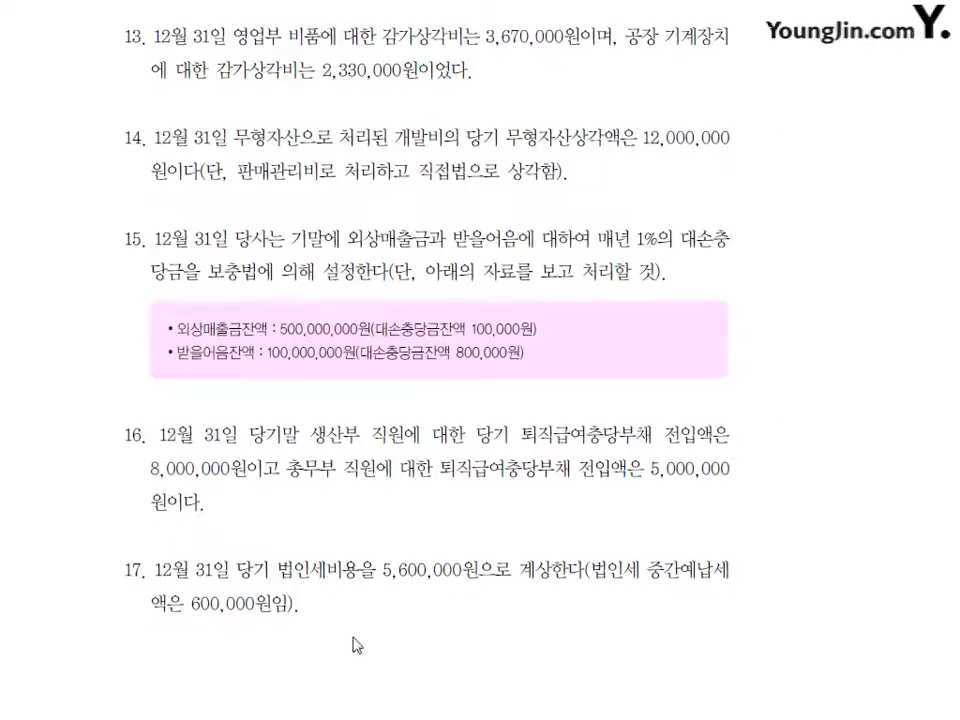 YoungJin.com Y.
13. 12월 31일 영업부 비품에 대한 감가상각비는 3,670,000원이며, 공장 기계장치
에 대한 감가상각비는 2,330,000원이었다.
14. 12월 31일 무형자산으로 처리된 개발비의 당기 무형자산상각액은 12,000,000
원이다(단, 판매관리비로 처리하고 직접법으로 상각함).
15. 12월 31일 당사는 기말에 외상매출금과 받을어음에 대하여 매년 1%의 대손충
당금을 보충법에 의해 설정한다(단, 아래의 자료를 보고 처리할 것).
• 외상매출금잔액 : 500,000,000원(대손충당금잔액 100,000원)
• 받을어음잔액 : 100,000,000원(대손충당금잔액 800,000원)
16. 12월 31일 당기말 생산부 직원에 대한 당기 퇴직급여충당부채 전입액은
8,000,000원이고 총무부 직원에 대한 퇴직급여충당부채 전입액은 5,000,000
원이다.
17. 12월 31일 당기 법인세비용을 5,600,000원으로 계상한다(법인세 중간예납세
액은 600,000원임).